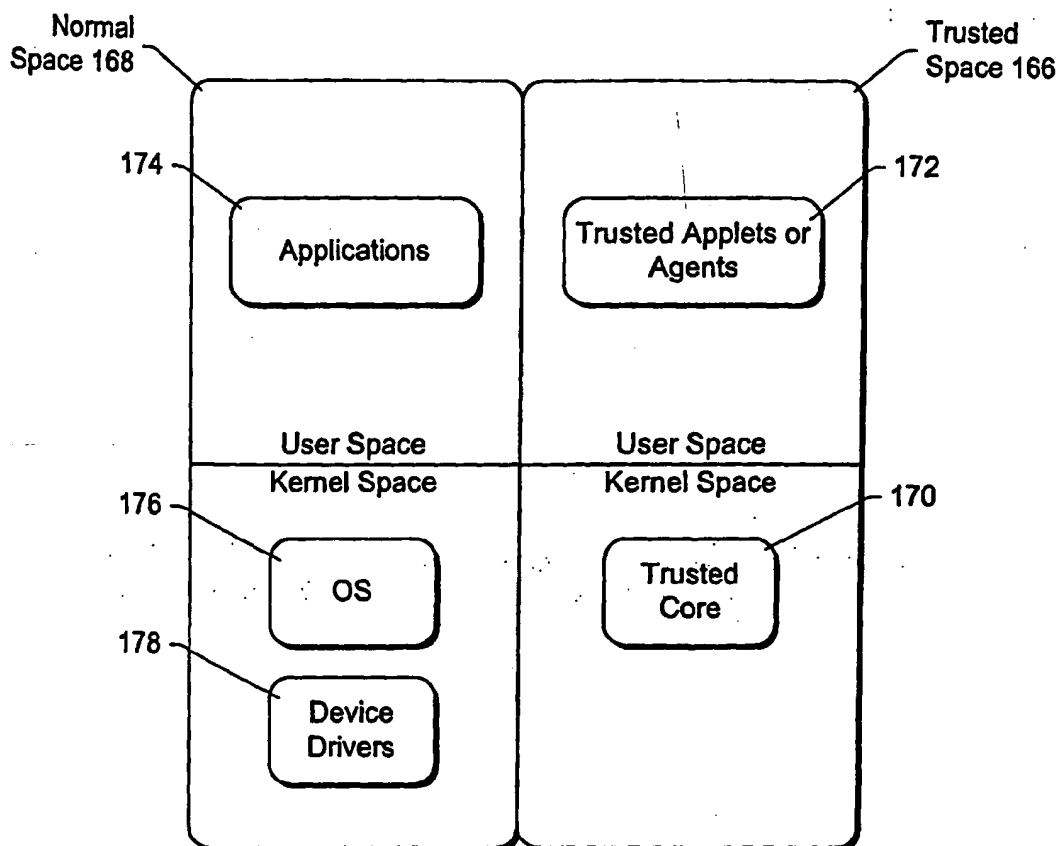 Normal
Space 168
Trusted
Space 166
174
172
Applications
Trusted Applets or
Agents
User Space
User Space
Kernel Space
Kernel Space
176
170
OS
Trusted
Core
178
Device
Drivers